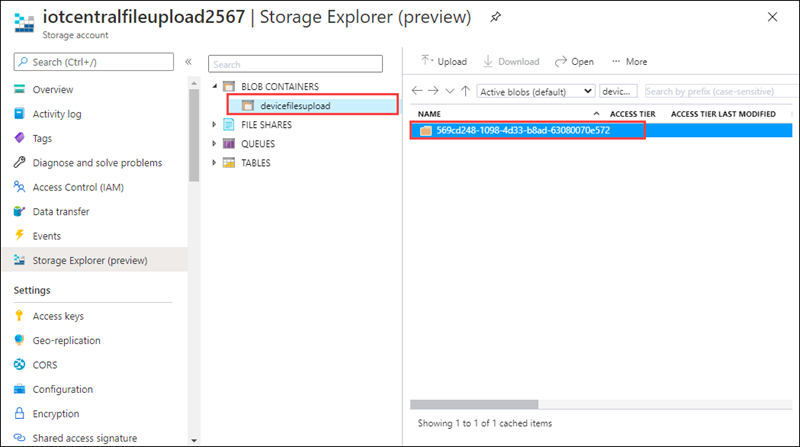 iotcentralfileupload2567 | Storage Explorer (preview)
Storage account
Search (Ctrl+/)
«
Overview
Activity log
Tags
Diagnose and solve problems
Access Control (IAM)
Data transfer
Events
Storage Explorer (preview)
Settings
Access keys
Geo-replication
CORS
Configuration
Encryption
Shared access signature
Search
BLOB CONTAINERS
devicefilesupload
FILE SHARES
QUEUES
TABLES
Upload Download Open ··· More
Active blobs (default) devic... Search by prefix (case-sensitive)
NAME ACCESS TIER ACCESS TIER LAST MODIFIED
569cd248-1098-4d33-b8ad-63080070e572
Showing 1 to 1 of 1 cached items